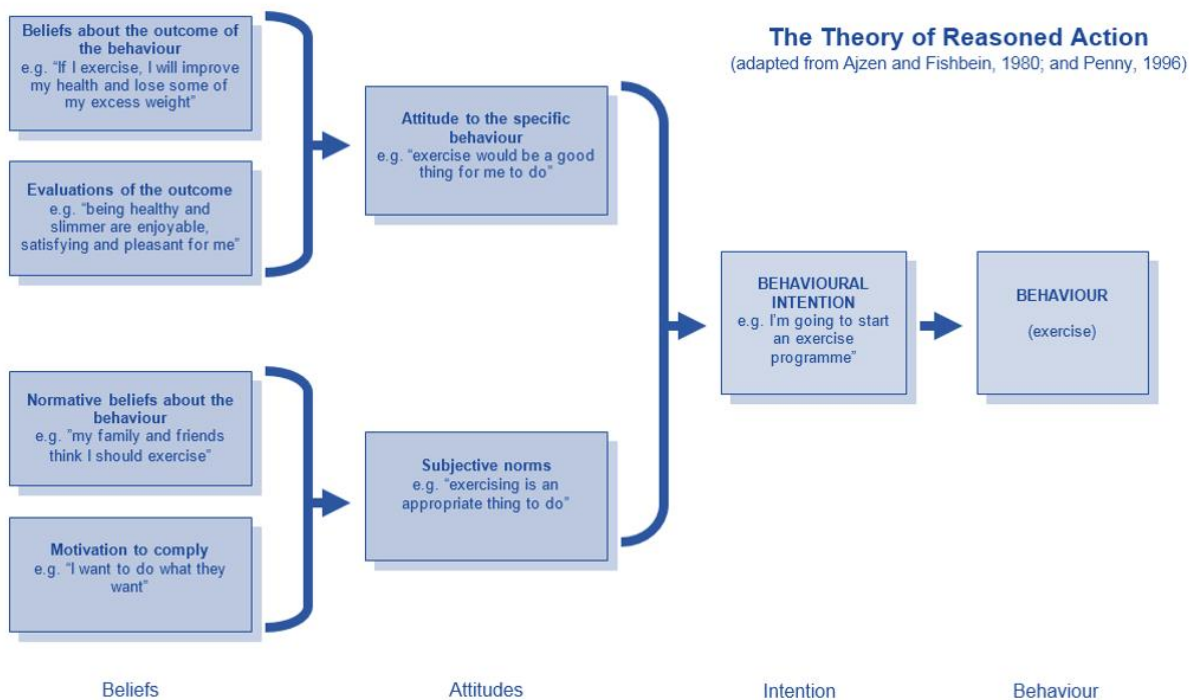 The Theory of Reasoned Action
(adapted from Ajzen and Fishbein, 1980; and Penny, 1996)
Beliefs about the outcome of
the behaviour
e.g. “If I exercise, I will improve
my health and lose some of
my excess weight”
Evaluations of the outcome
e.g. “being healthy and
slimmer are enjoyable,
satisfying and pleasant for me”
Attitude to the specific
behaviour
e.g. “exercise would be a good
thing for me to do”
Normative beliefs about the
behaviour
e.g. ”my family and friends
think I should exercise”
Motivation to comply
e.g. “I want to do what they
want”
Subjective norms
e.g. “exercising is an
appropriate thing to do”
BEHAVIOURAL
INTENTION
e.g. I’m going to start
an exercise
programme”
BEHAVIOUR
(exercise)
Beliefs
Attitudes
Intention
Behaviour